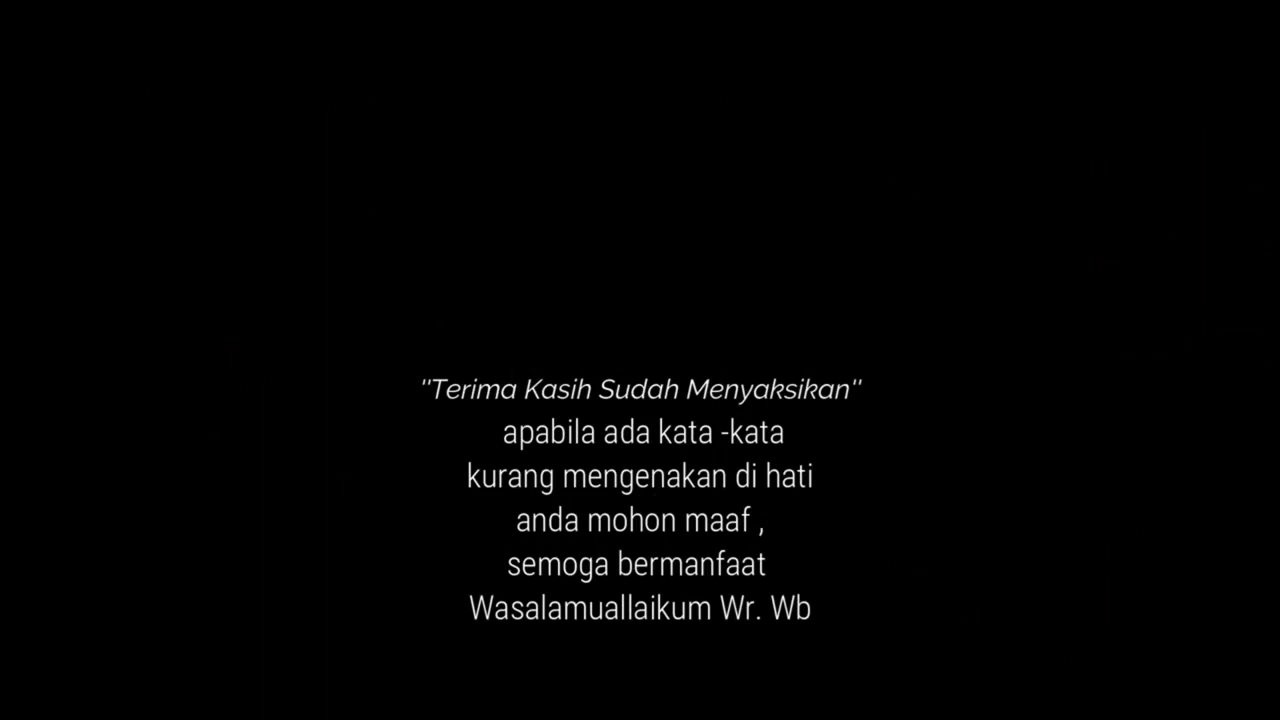 "Terima Kasih Sudah Menyaksikan"
apabila ada kata -kata
kurang mengenakan di hati
anda mohon maaf ,
semoga bermanfaat
Wasalamuallaikum Wr. Wb